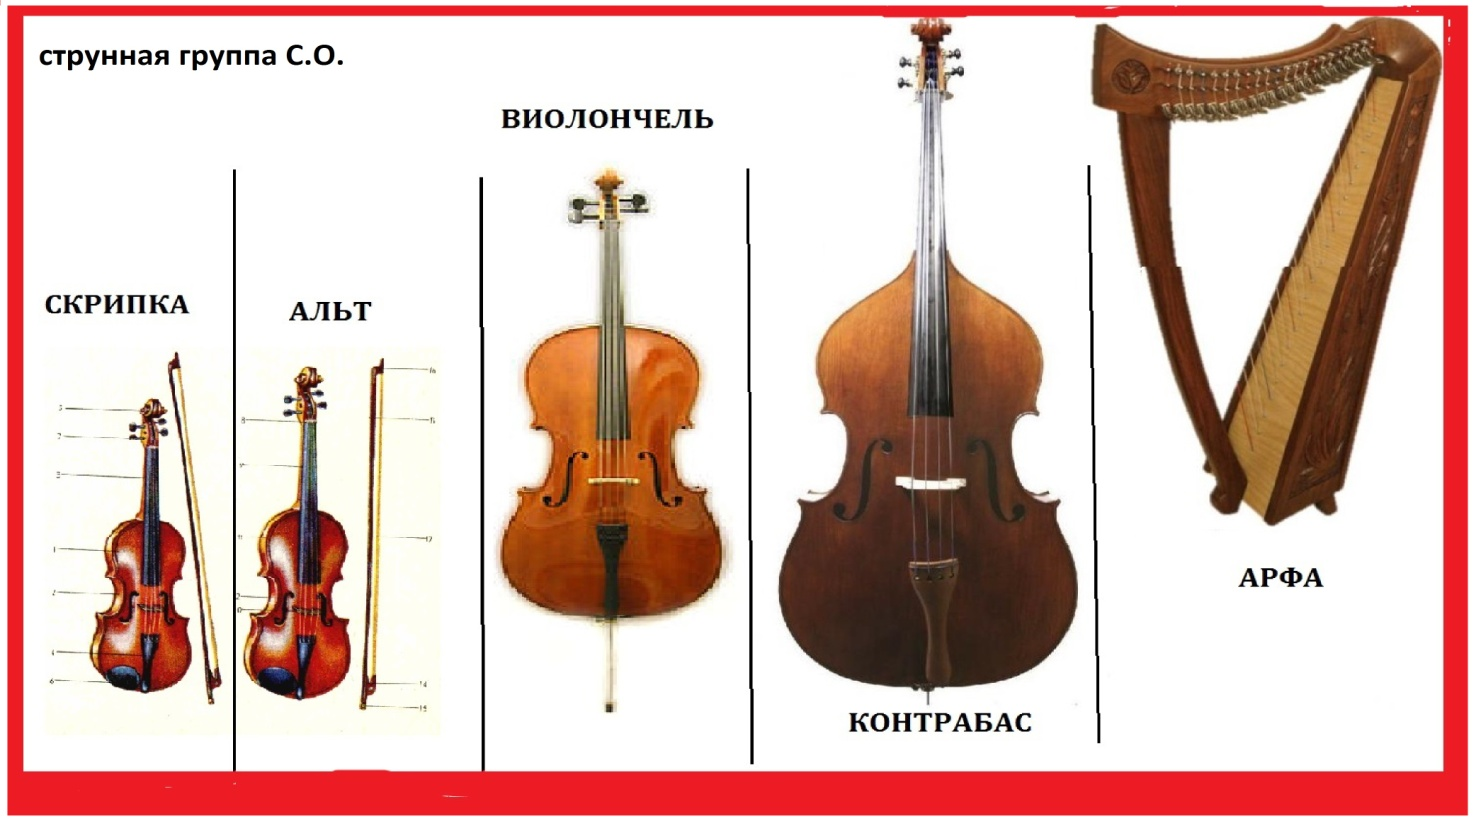 струнная группа С.О.
ВИОЛОНЧЕЛЬ
СКРИПКА
АЛЬТ
КОНТРАБАС
АРФА